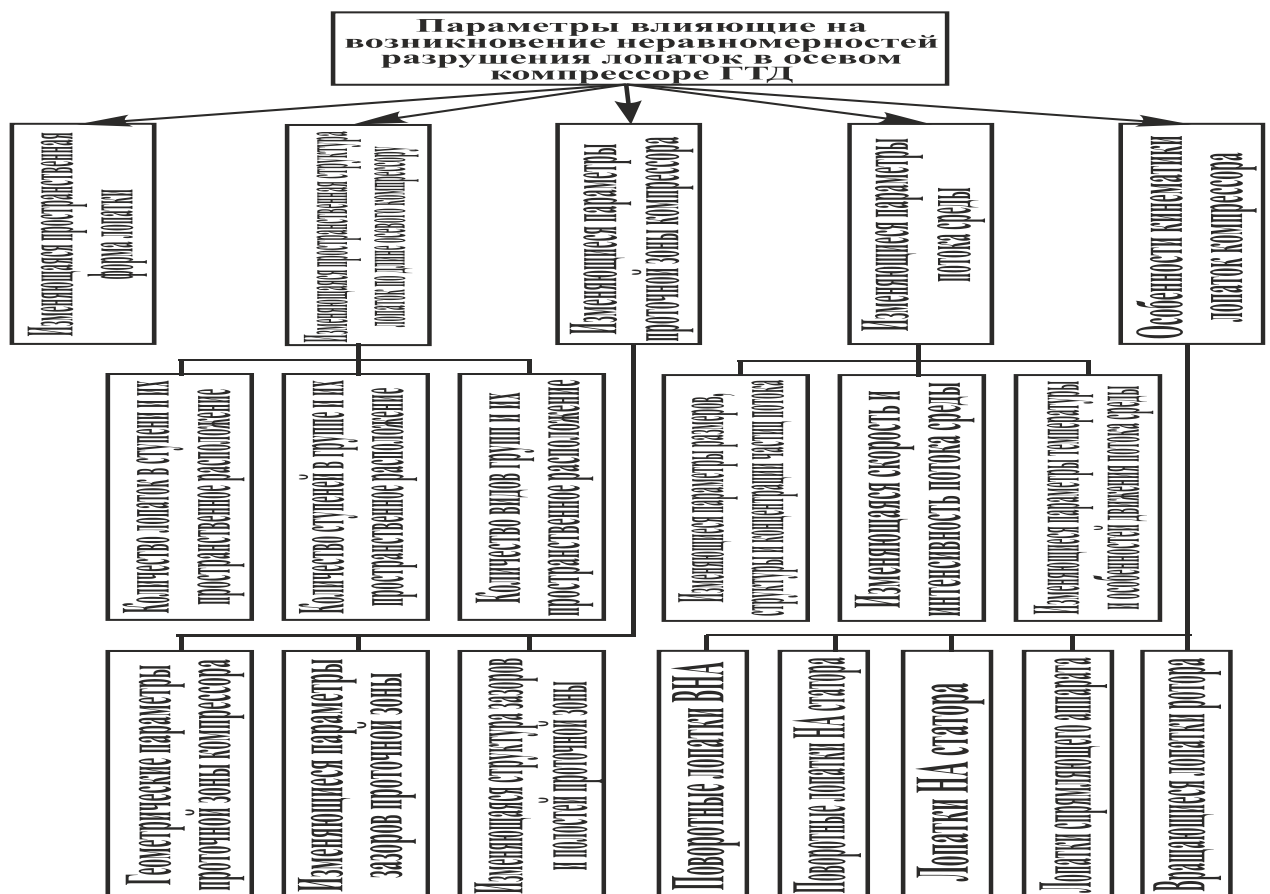 Параметры влияющие на
возникновение неравномерностей
разрушения лопаток в осевом
компрессоре ГТД
Изменяющаяся пространственная
форма лопатки
Изменяющаяся пространственная структура
лопаток по длине осевого компрессору
Изменяющиеся параметры
проточной зоны компрессора
Изменяющиеся параметры
потока среды
Особенности кинематики
лопаток компрессора
Количество лопаток в ступени и их
пространственное расположение
Количество ступеней в группе и их
пространственное расположение
Количество видов групп и их
пространственное расположение
Изменяющиеся параметры размеров,
структуры и концентрации частиц потока
Изменяющаяся скорость и
интенсивность потока среды
Изменяющиеся параметры температуры
и особенностей движения потока среды
Геометрические параметры
проточной зоны компрессора
Изменяющиеся параметры
зазоров проточной зоны
Изменяющаяся структура зазоров
и полостей проточной зоны
Поворотные лопатки ВНА
Поворотные лопатки НА статора
Лопатки НА статора
Лопатки спрямляющего аппарата
Вращающиеся лопатки ротора